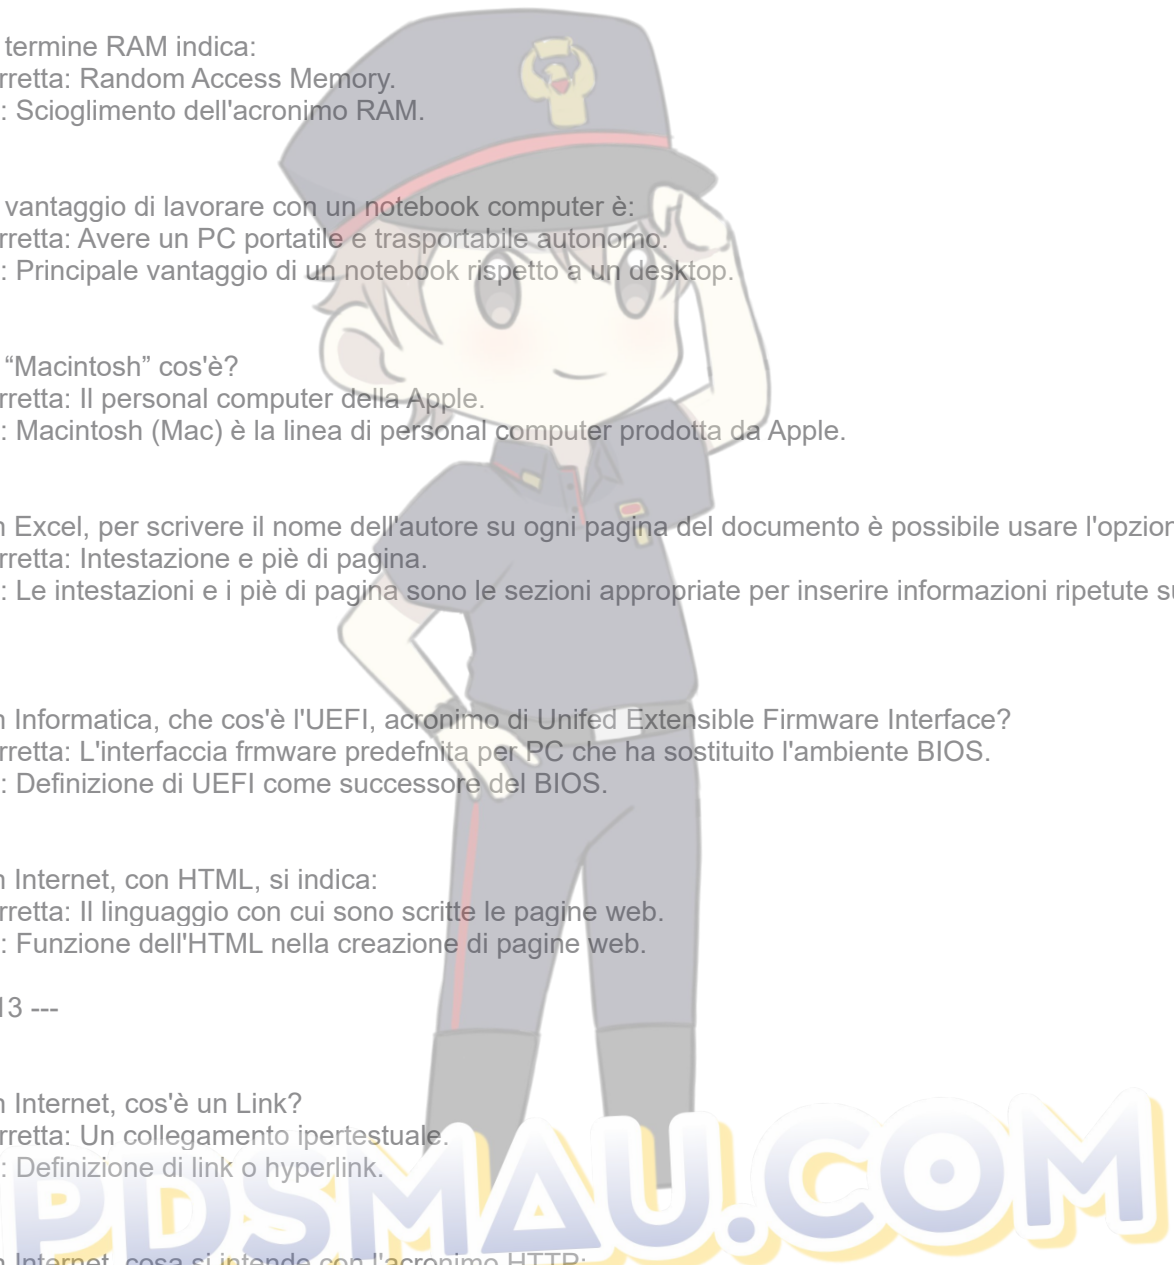 termine RAM indica:
rretta: Random Access Memory.
: Scioglimento dell'acronimo RAM.
vantaggio di lavorare con un notebook computer è:
rretta: Avere un PC portatile e trasportabile autonomo.
: Principale vantaggio di un notebook rispetto a un desktop.
“Macintosh” cos'è?
rretta: Il personal computer della Apple.
: Macintosh (Mac) è la linea di personal computer prodotta da Apple.
n Excel, per scrivere il nome dell'autore su ogni pagina del documento è possibile usare l'opzion
rretta: Intestazione e piè di pagina.
: Le intestazioni e i piè di pagina sono le sezioni appropriate per inserire informazioni ripetute su
n Informatica, che cos'è l'UEFI, acronimo di Unifed Extensible Firmware Interface?
rretta: L'interfaccia frmware predefnita per PC che ha sostituito l'ambiente BIOS.
: Definizione di UEFI come successore del BIOS.
n Internet, con HTML, si indica:
rretta: Il linguaggio con cui sono scritte le pagine web.
: Funzione dell'HTML nella creazione di pagine web.
13 ---
n Internet, cos'è un Link?
rretta: Un collegamento ipertestuale.
: Definizione di link o hyperlink.
PDSMAU.COM
n Internet, cosa si intende con l'acronimo HTTP: